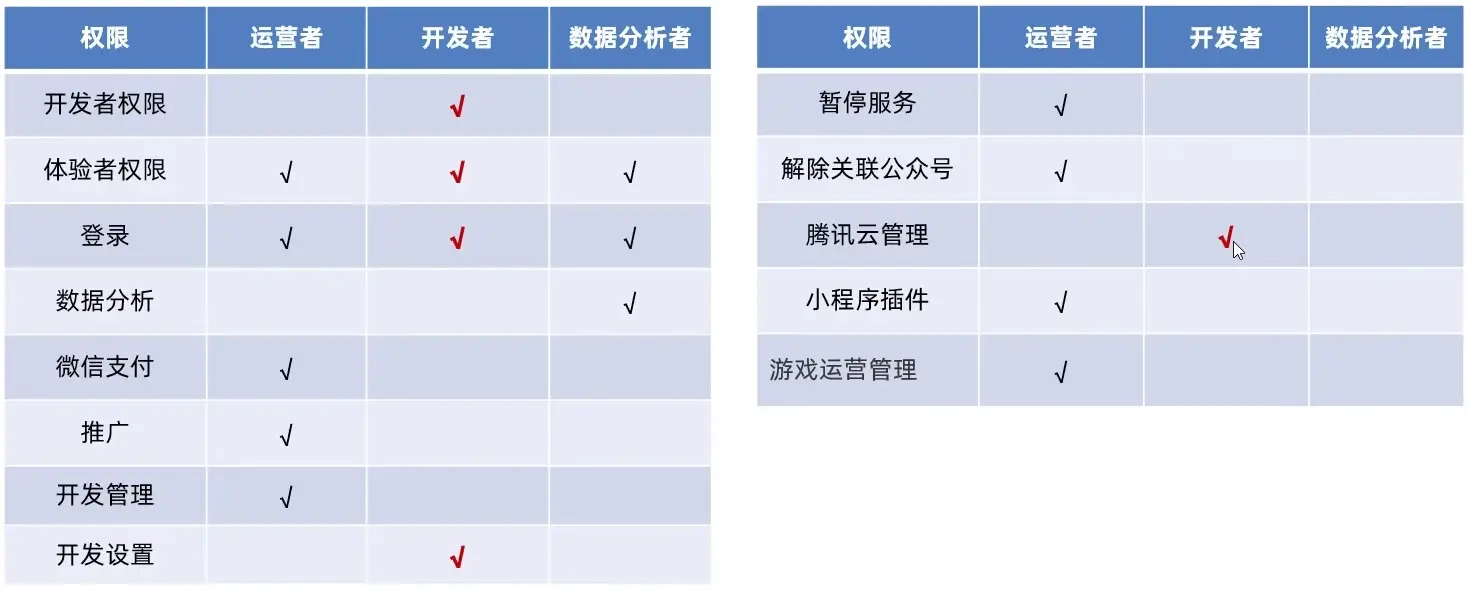 权限 运营者 开发者 数据分析者
开发者权限 √
体验者权限 √ √ √
登录 √ √ √
数据分析 √
微信支付 √
推广 √
开发管理 √
开发设置 √
权限 运营者 开发者 数据分析者
暂停服务 √
解除关联公众号 √
腾讯云管理 √
小程序插件 √
游戏运营管理 √